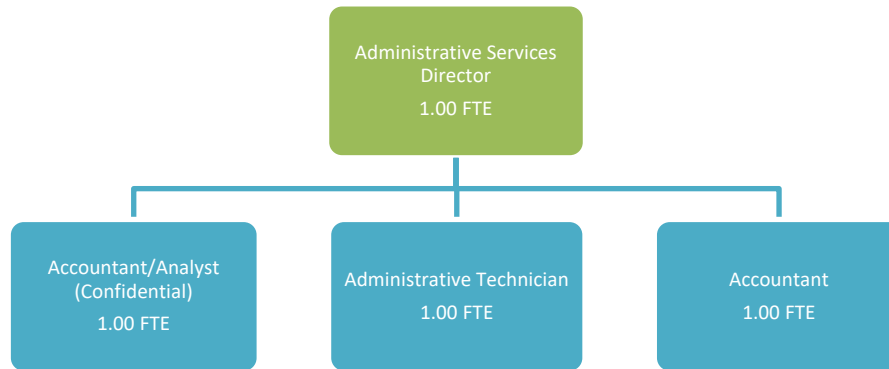 Administrative Services
Director
1.00 FTE
Accountant/Analyst
(Confidential)
1.00 FTE
Administrative Technician
1.00 FTE
Accountant
1.00 FTE